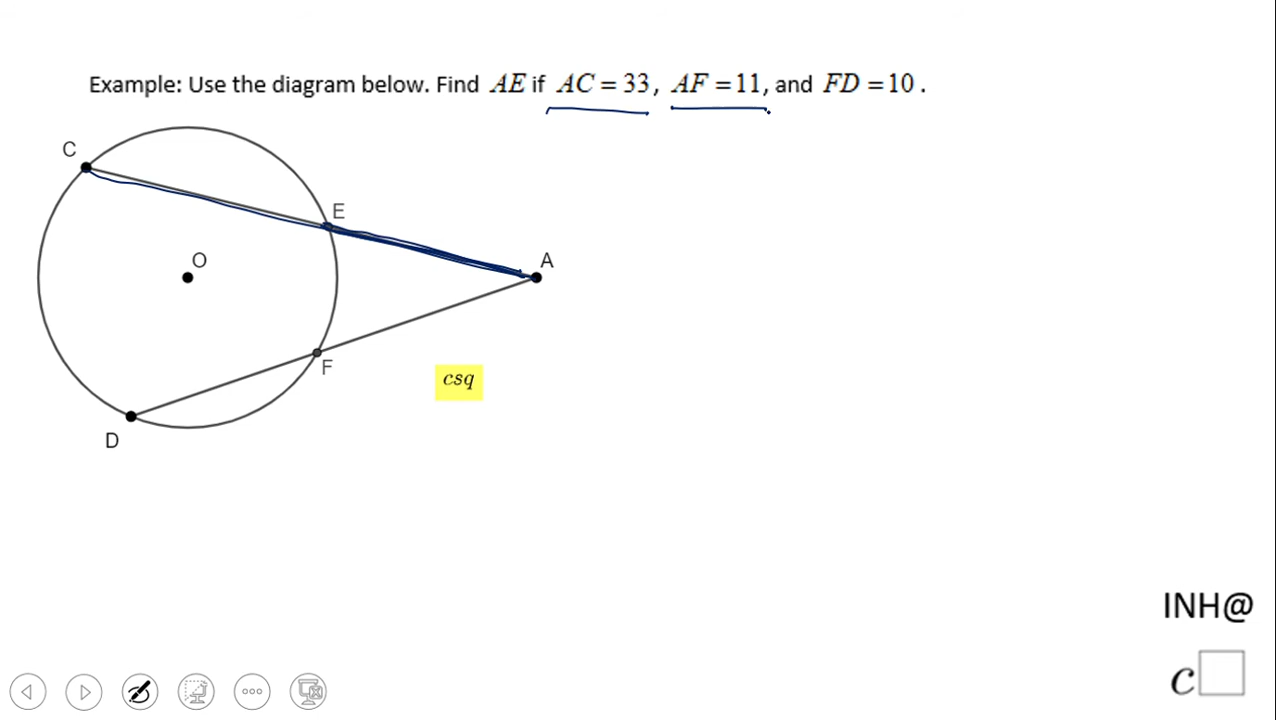 Example: Use the diagram below. Find AE if AC = 33, AF = 11, and FD = 10.
C
E
O
A
F
csq
D
INH@
c